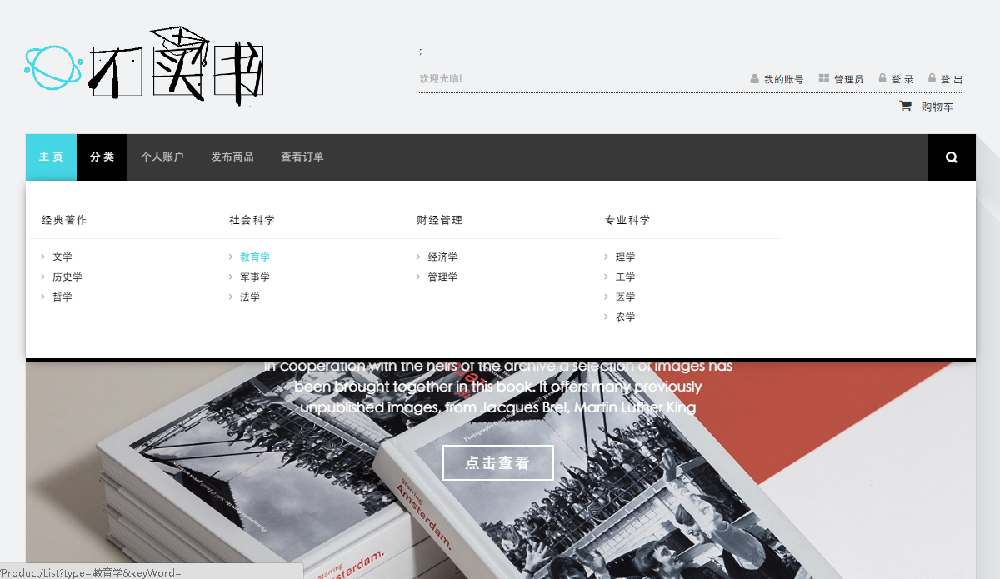 不卖书
;
欢迎光临!
我的账号 管理员 登 录 登 出
购物车
主 页 分 类 个人账户 发布商品 查看订单
经典著作 社会科学 财经管理 专业科学
文学 教育学 经济学 理学
历史学 军事学 管理学 工学
哲学 法学 医学
农学
in cooperation with the heirs of the archive a selection of images has
been brought together in this book. It offers many previously
unpublished images, from Jacques Brel, Martin Luther King
点击查看
Starring
Amsterdam.
Starring
Amsterdam.
/Product/List?type=教育学&keyWord=